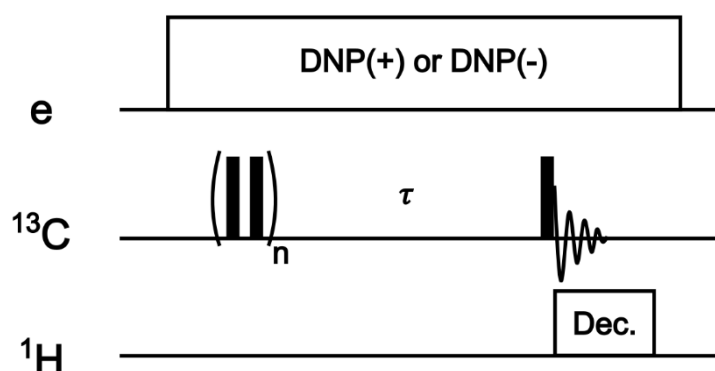 DNP(+) or DNP(-)
e
τ
¹³C
n
Dec.
¹H